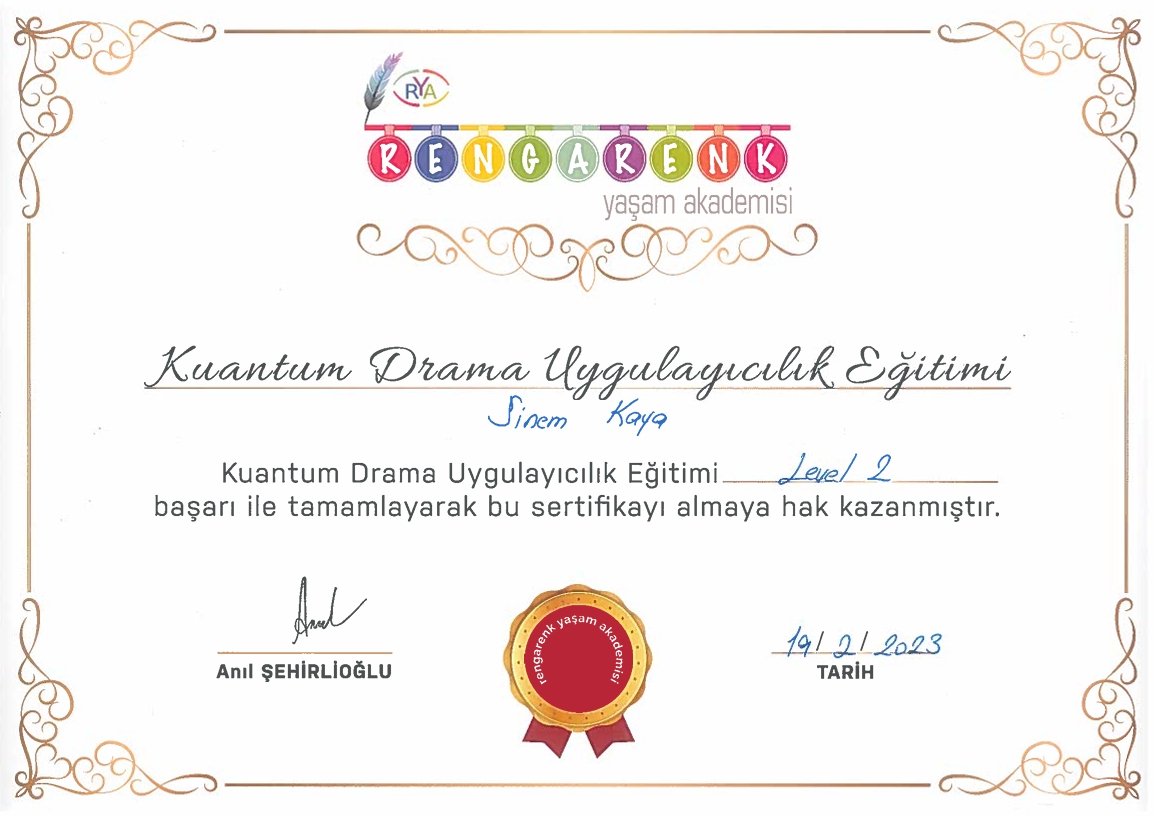 RYA
RENGARENK
yaşam akademisi
Kuantum Drama Uygulayıcılık Eğitimi
Sinem Kaya
Kuantum Drama Uygulayıcılık Eğitimi Level 2
başarı ile tamamlayarak bu sertifikayı almaya hak kazanmıştır.
Anıl ŞEHİRLİOĞLU
rengarenk yaşam akademisi
19/2/2023
TARİH